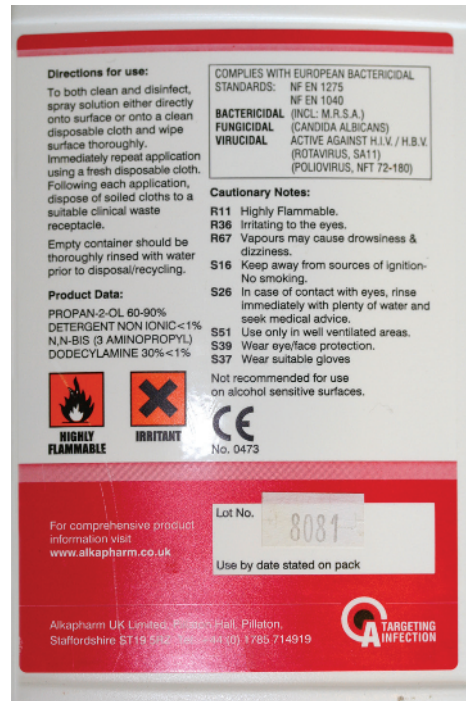 Directions for use:
To both clean and disinfect,
spray solution either directly
onto surface or onto a clean
disposable cloth and wipe
surface thoroughly.
Immediately repeat application
using a fresh disposable cloth.
Following each application,
dispose of soiled cloths to a
suitable clinical waste
receptacle.
Empty container should be
thoroughly rinsed with water
prior to disposal/recycling.
Product Data:
PROPAN-2-OL 60-90%
DETERGENT NON IONIC<1%
N,N-BIS (3 AMINOPROPYL)
DODECYLAMINE 30%<1%
HIGHLY
FLAMMABLE
IRRITANT
COMPLIES WITH EUROPEAN BACTERICIDAL
STANDARDS: NF EN 1275
NF EN 1040
BACTERICIDAL (INCL: M.R.S.A.)
FUNGICIDAL (CANDIDA ALBICANS)
VIRUCIDAL ACTIVE AGAINST H.I.V. / H.B.V.
(ROTAVIRUS, SA11)
(POLIOVIRUS, NFT 72-180)
Cautionary Notes:
R11 Highly Flammable.
R36 Irritating to the eyes.
R67 Vapours may cause drowsiness &
dizziness.
S16 Keep away from sources of ignition-
No smoking.
S26 In case of contact with eyes, rinse
immediately with plenty of water and
seek medical advice.
S51 Use only in well ventilated areas.
S39 Wear eye/face protection.
S37 Wear suitable gloves
Not recommended for use
on alcohol sensitive surfaces.
CE
No. 0473
For comprehensive product
information visit
www.alkapharm.co.uk
Lot No.
8081
Use by date stated on pack
Alkapharm UK Limited, Hall, Pillaton,
Staffordshire ST19 (0) 1785 714919
A TARGETING
INFECTION